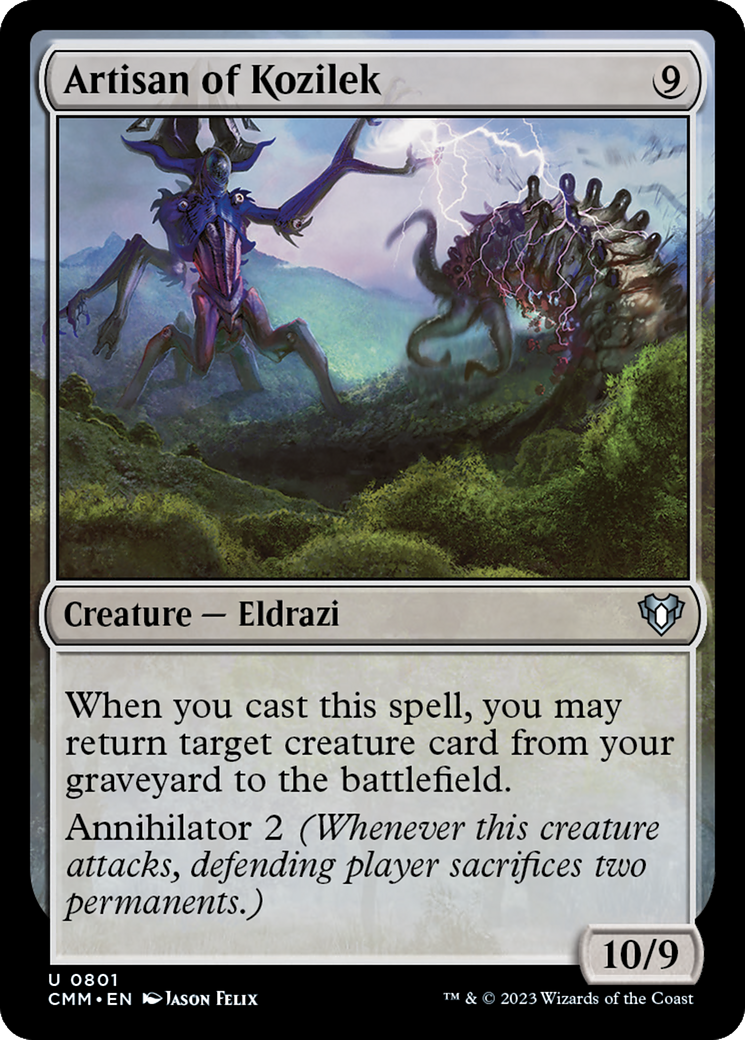 Artisan of Kozilek 9
Creature — Eldrazi
When you cast this spell, you may
return target creature card from your
graveyard to the battlefield.
Annihilator 2 (Whenever this creature
attacks, defending player sacrifices two
permanents.)
10/9
U 0801
CMM • EN Jason Felix
™ & © 2023 Wizards of the Coast